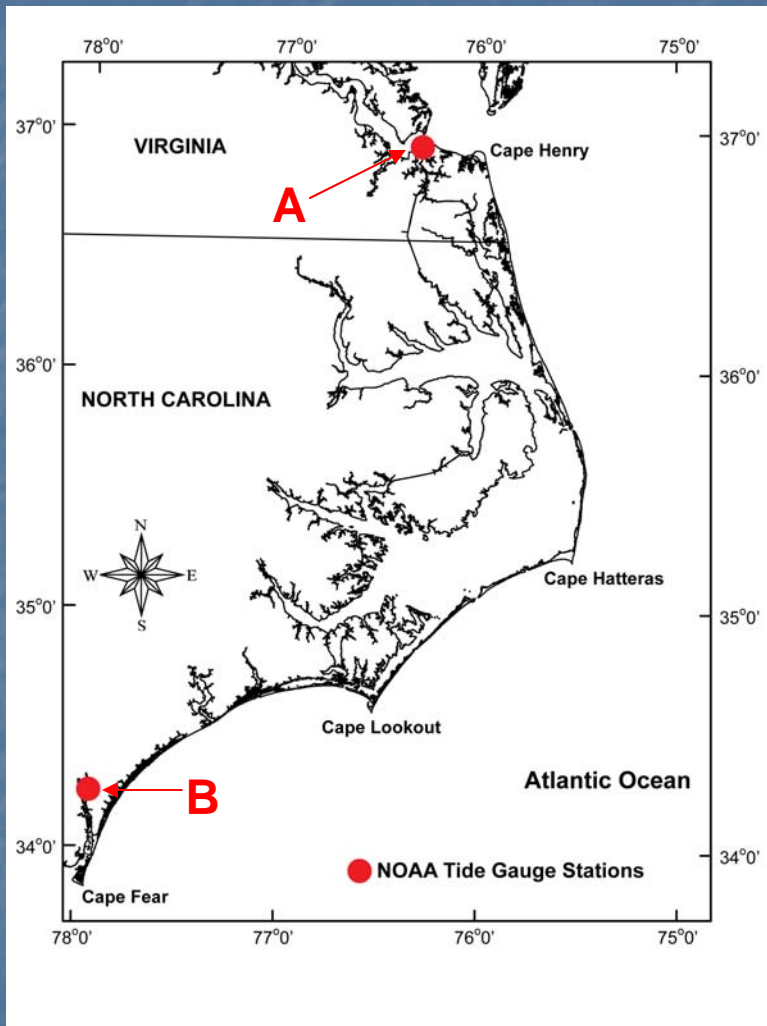 78°0' 77°0' 76°0' 75°0'
37°0' 37°0'
VIRGINIA
Cape Henry
A
36°0' 36°0'
NORTH CAROLINA
N
W E
S
Cape Hatteras
35°0' 35°0'
Cape Lookout
B
Atlantic Ocean
34°0' 34°0'
NOAA Tide Gauge Stations
Cape Fear
78°0' 77°0' 76°0' 75°0'